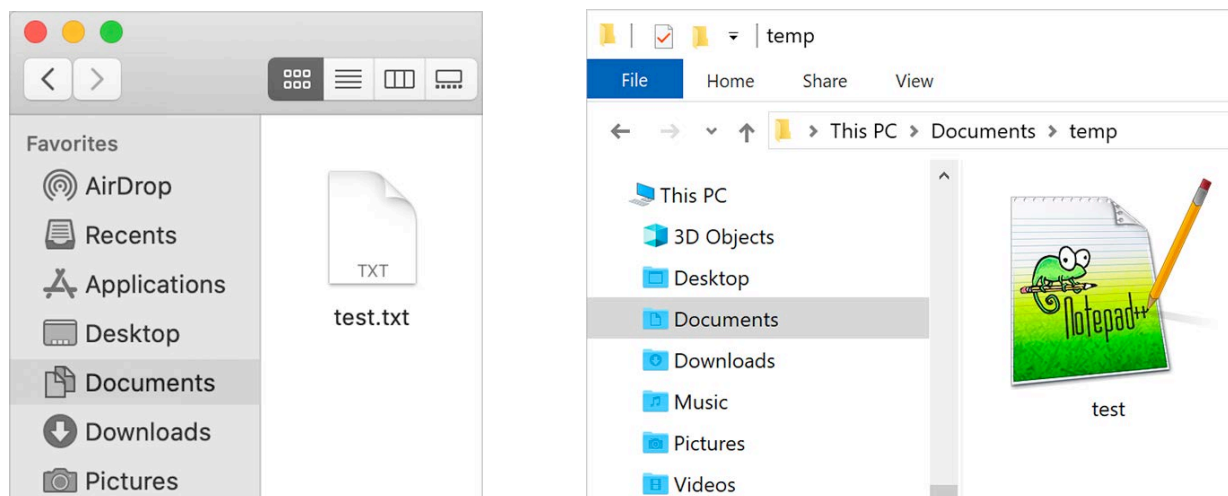 Favorites
AirDrop
Recents
Applications
Desktop
Documents
Downloads
Pictures
TXT
test.txt
temp
File Home Share View
This PC > Documents > temp
This PC
3D Objects
Desktop
Documents
Downloads
Music
Pictures
Videos
Notepad++
test